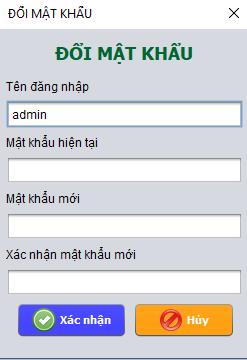 ĐỔI MẬT KHẨU
ĐỔI MẬT KHẨU
Tên đăng nhập
admin
Mật khẩu hiện tại
Mật khẩu mới
Xác nhận mật khẩu mới
Xác nhận
Hủy